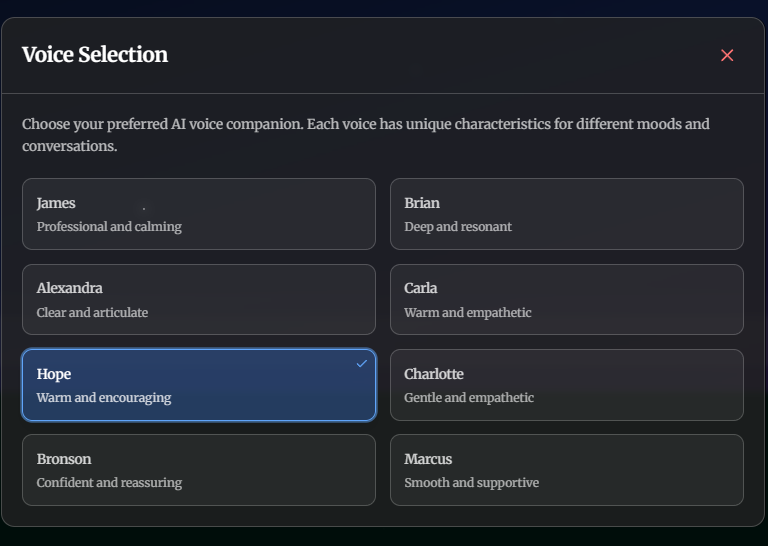 Voice Selection
Choose your preferred AI voice companion. Each voice has unique characteristics for different moods and
conversations.
James
Professional and calming
Brian
Deep and resonant
Alexandra
Clear and articulate
Carla
Warm and empathetic
Hope
Warm and encouraging
Charlotte
Gentle and empathetic
Bronson
Confident and reassuring
Marcus
Smooth and supportive